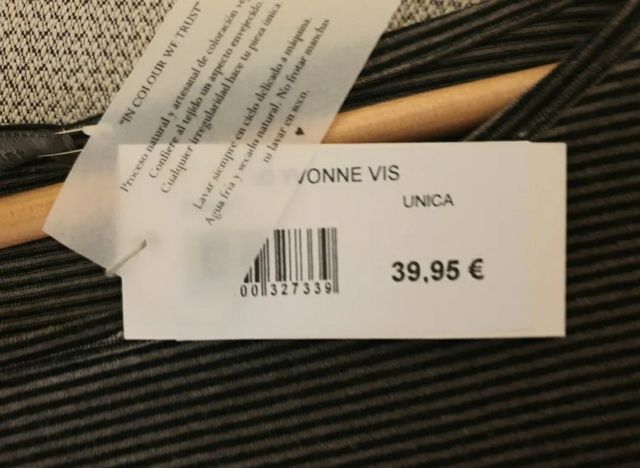 "IN COLOUR WE TRUST"
Proceso natural y artesanal de coloración
Confiere al tejido un aspecto envejecido.
Cualquier irregularidad hace tu pieza única.
Lavar siempre en ciclo delicado a máquina.
Agua fría y secado natural. No frotar manchas
ni lavar en seco.
VONNE VIS
UNICA
39,95 €
00327339